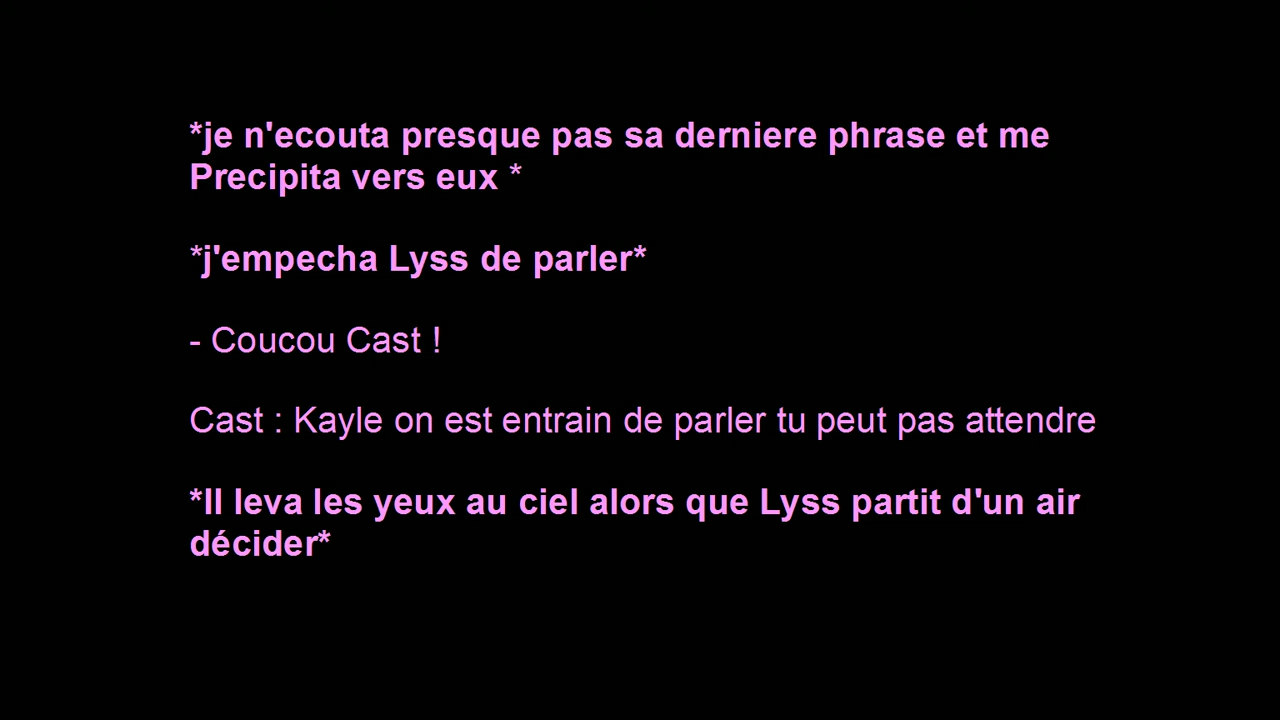 *je n'ecouta presque pas sa derniere phrase et me
Precipita vers eux *
*j'empecha Lyss de parler*
- Coucou Cast !
Cast : Kayle on est entrain de parler tu peut pas attendre
*Il leva les yeux au ciel alors que Lyss partit d'un air
décider*